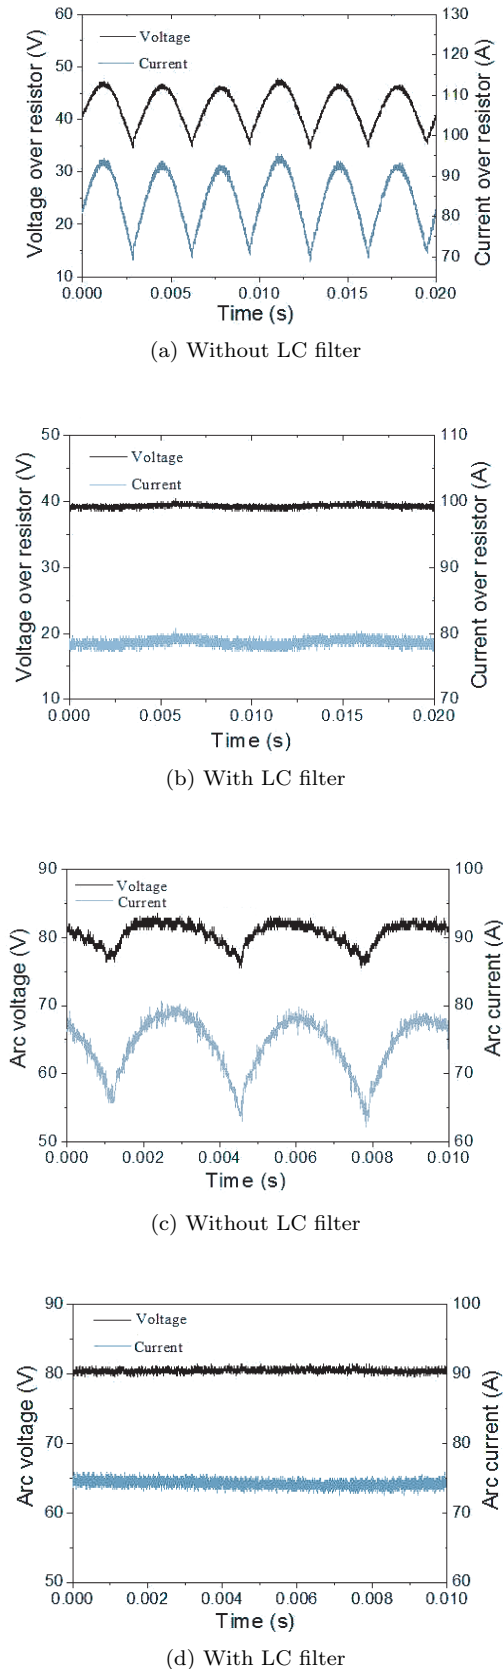 60
50
40
30
20
10
Voltage over resistor (V)
Voltage
Current
130
120
110
100
90
80
70
Current over resistor (A)
0.000 0.005 0.010 0.015 0.020
Time (s)
(a) Without LC filter
50
40
30
20
10
Voltage over resistor (V)
Voltage
Current
110
100
90
80
70
Current over resistor (A)
0.000 0.005 0.010 0.015 0.020
Time (s)
(b) With LC filter
90
80
70
60
50
Arc voltage (V)
Voltage
Current
100
90
80
70
60
Arc current (A)
0.000 0.002 0.004 0.006 0.008 0.010
Time (s)
(c) Without LC filter
90
80
70
60
50
Arc voltage (V)
Voltage
Current
100
90
80
70
60
Arc current (A)
0.000 0.002 0.004 0.006 0.008 0.010
Time (s)
(d) With LC filter